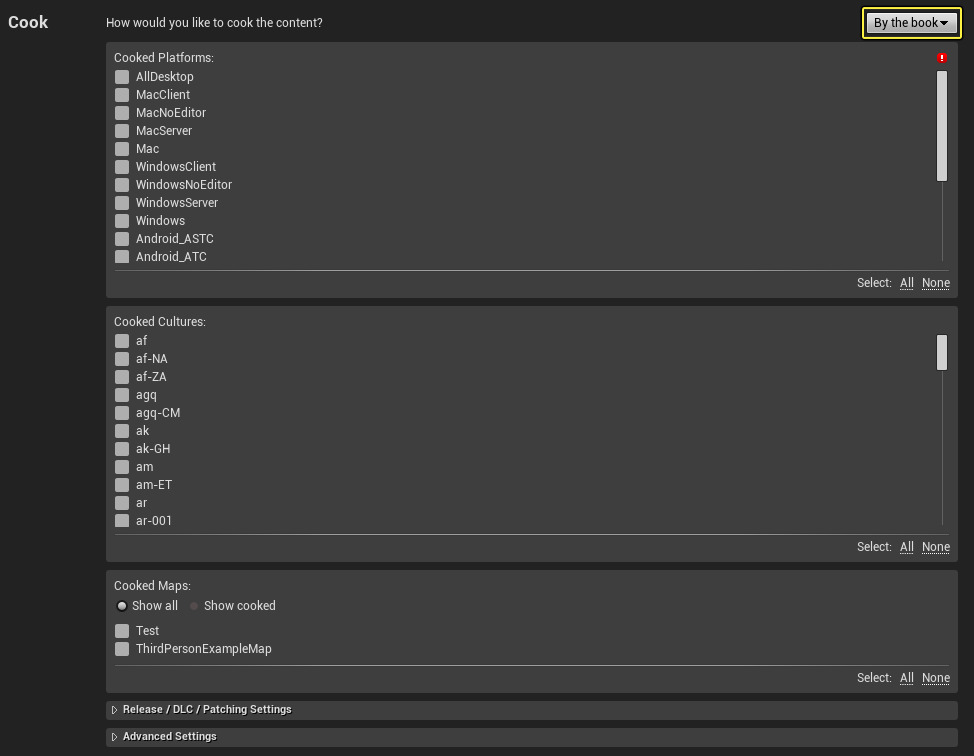 Cook
How would you like to cook the content?
By the book
Cooked Platforms:
AllDesktop
MacClient
MacNoEditor
MacServer
Mac
WindowsClient
WindowsNoEditor
WindowsServer
Windows
Android_ASTC
Android_ATC
Select: All None
Cooked Cultures:
af
af-NA
af-ZA
agq
agq-CM
ak
ak-GH
am
am-ET
ar
ar-001
Select: All None
Cooked Maps:
Show all Show cooked
Test
ThirdPersonExampleMap
Select: All None
Release / DLC / Patching Settings
Advanced Settings